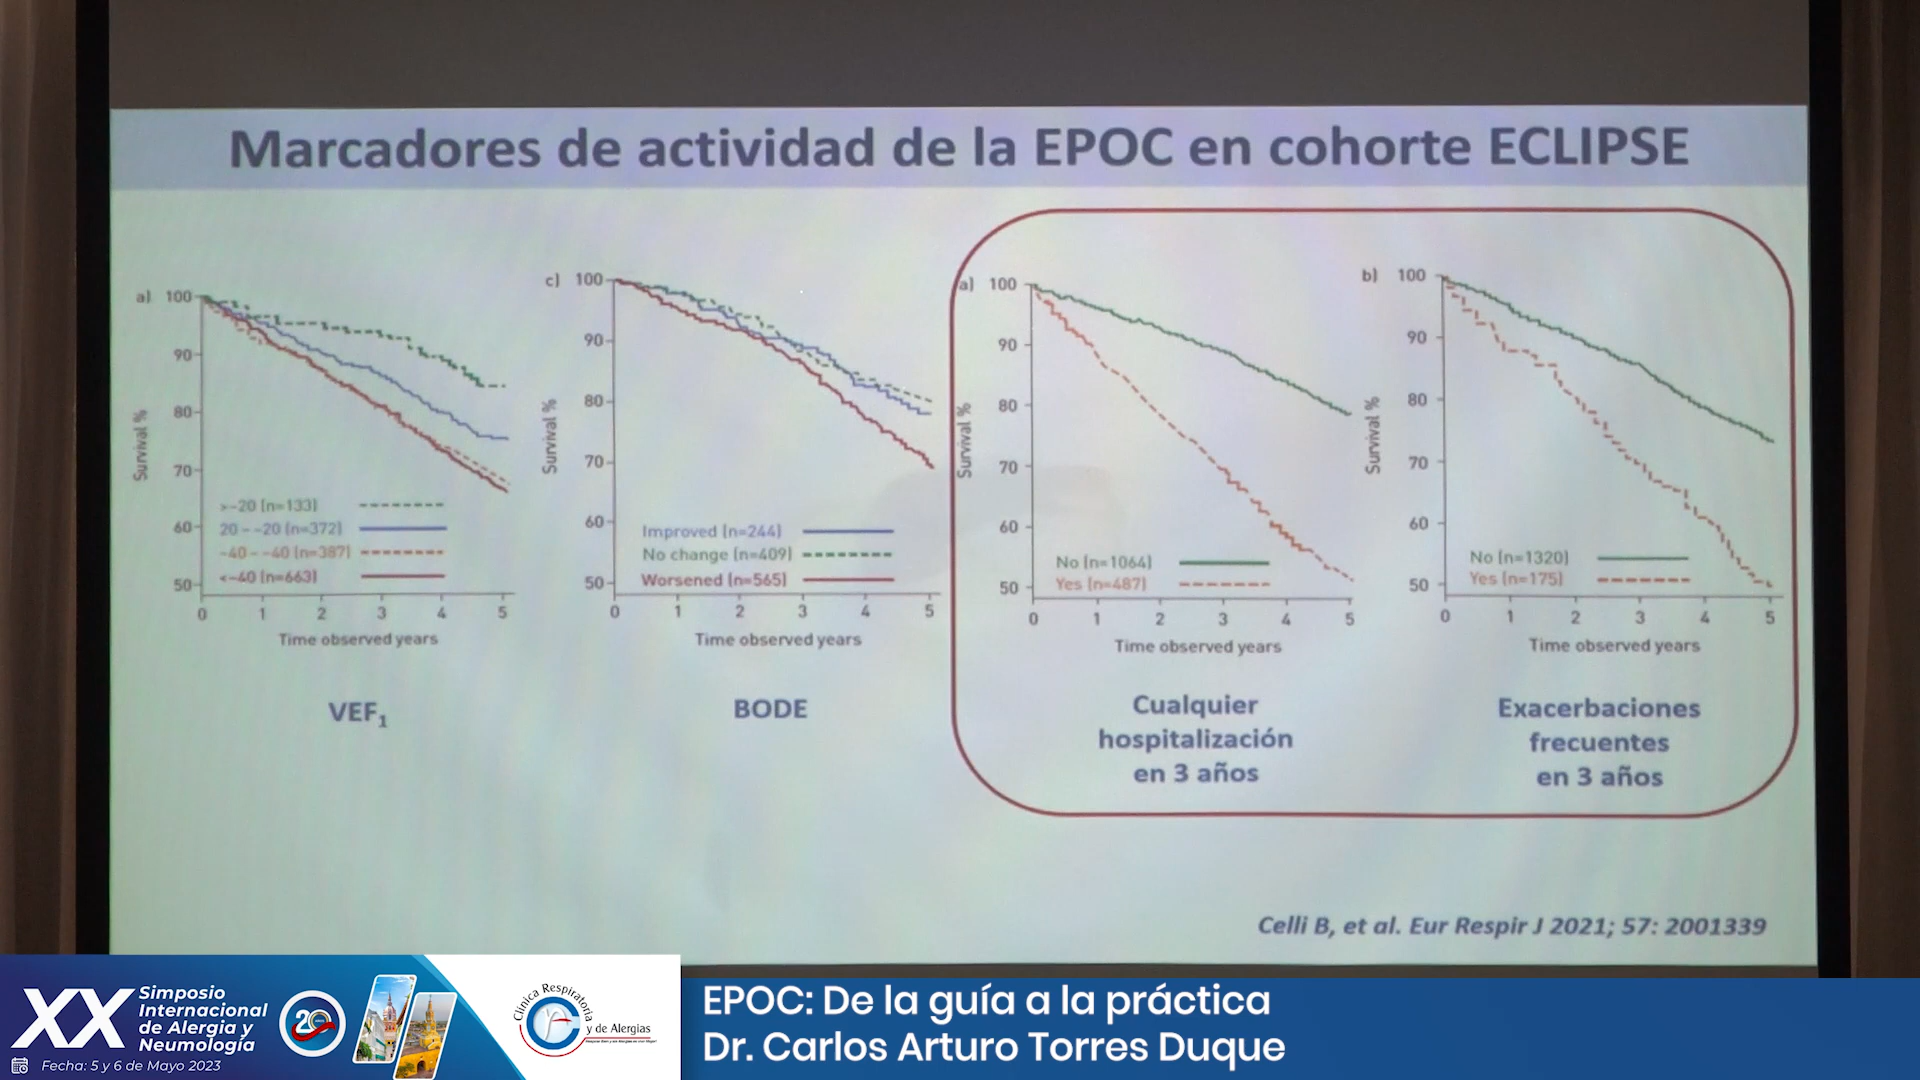 Marcadores de actividad de la EPOC en cohorte ECLIPSE
a) 100
90
80
70
60
50
Survival %
>-20 (n=133)
20 - -20 (n=372)
-40 - -40 (n=387)
<-40 (n=663)
0 1 2 3 4 5
Time observed years
VEF1
c) 100
90
80
70
60
50
Survival %
Improved (n=244)
No change (n=409)
Worsened (n=565)
0 1 2 3 4 5
Time observed years
BODE
a) 100
90
80
70
60
50
Survival %
No (n=1064)
Yes (n=487)
0 1 2 3 4 5
Time observed years
Cualquier
hospitalización
en 3 años
b) 100
90
80
70
60
50
Survival %
No (n=1320)
Yes (n=175)
0 1 2 3 4 5
Time observed years
Exacerbaciones
frecuentes
en 3 años
Celli B, et al. Eur Respir J 2021; 57: 2001339
XX Simposio
Internacional
de Alergia y
Neumología
Fecha: 5 y 6 de Mayo 2023
20
Clínica Respiratoria
y de Alergias
EPOC: De la guía a la práctica
Dr. Carlos Arturo Torres Duque